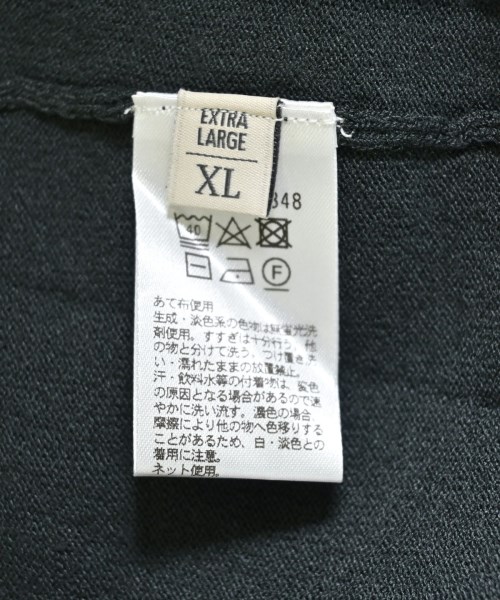 EXTRA
LARGE
XL
348
40
F
あて布使用
生成・淡色系の色物は無蛍光洗
剤使用。すすぎは十分行う。他
の物と分けて洗う。つけ置き洗
い・濡れたままの放置禁止。
汗・飲料水等の付着物は、変色
の原因となる場合があるので速
やかに洗い流す。濃色の場合、
摩擦により他の物へ色移りする
ことがあるため、白・淡色との
着用に注意。
ネット使用。